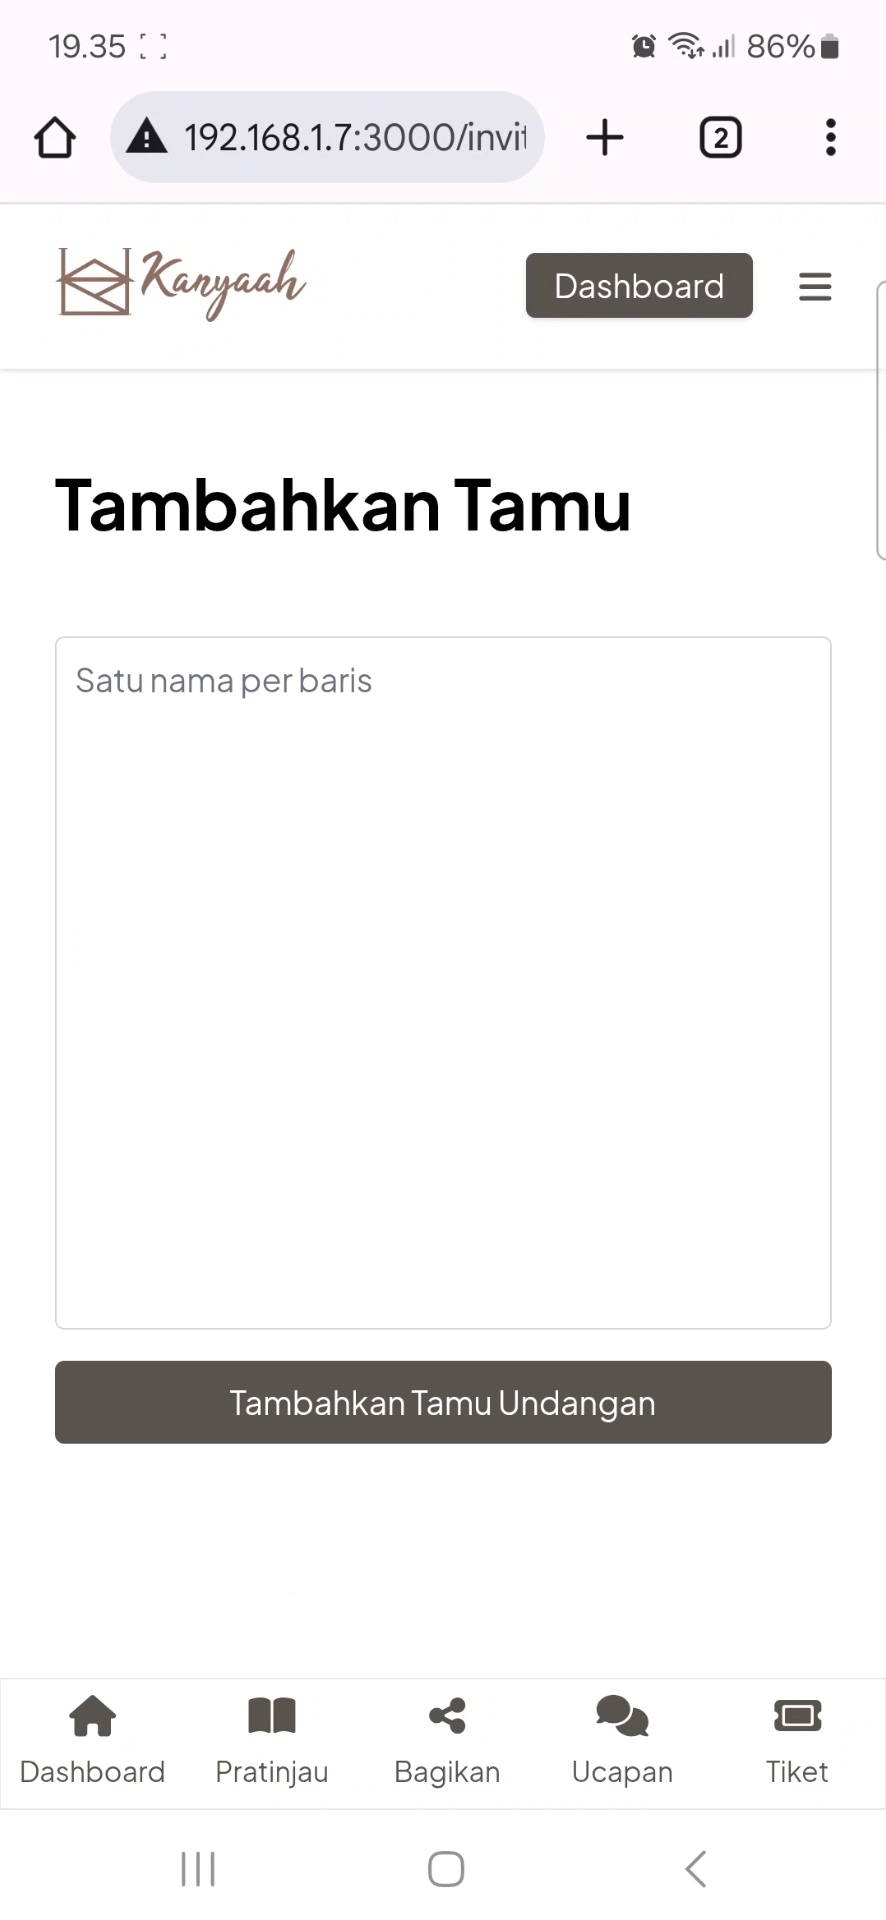 19.35
86%
192.168.1.7:3000/invit
2
Kanyaah
Dashboard
Tambahkan Tamu
Satu nama per baris
Tambahkan Tamu Undangan
Dashboard
Pratinjau
Bagikan
Ucapan
Tiket